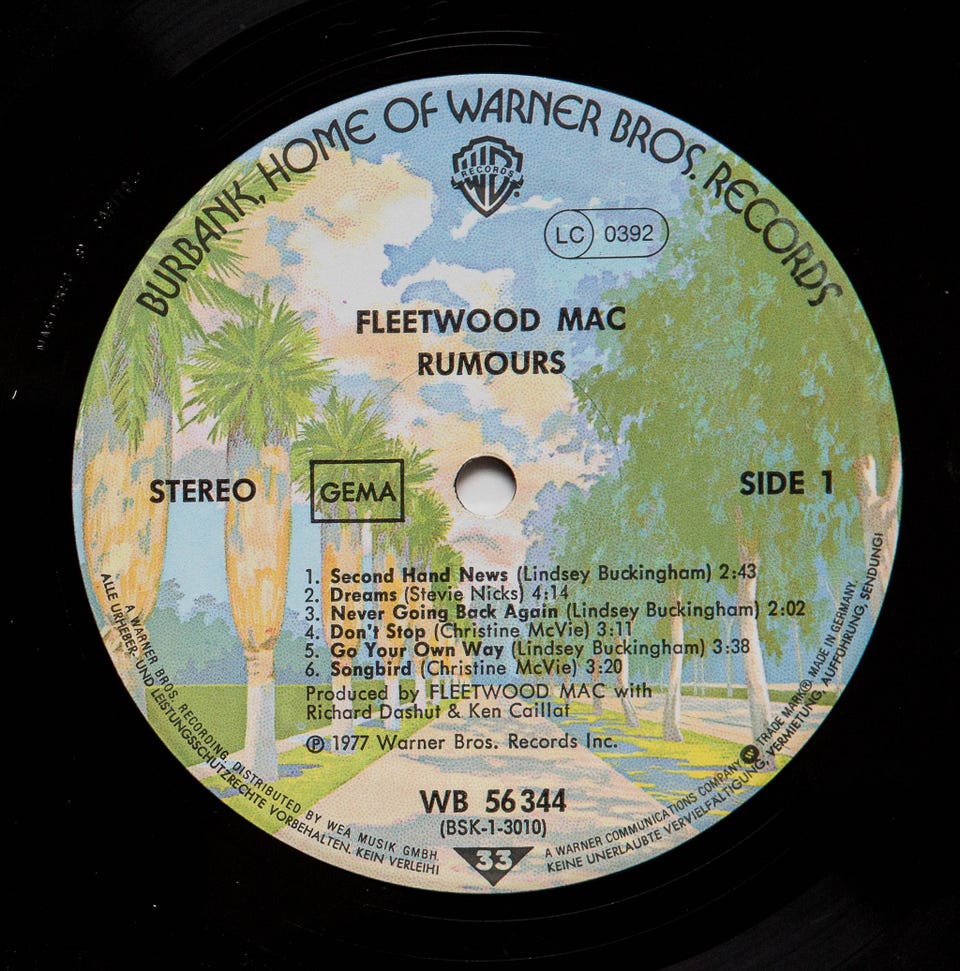 BURBANK, HOME OF WARNER BROS. RECORDS
WB
RECORDS
LC 0392
FLEETWOOD MAC
RUMOURS
STEREO
GEMA
SIDE 1
1. Second Hand News (Lindsey Buckingham) 2:43
2. Dreams (Stevie Nicks) 4:14
3. Never Going Back Again (Lindsey Buckingham) 2:02
4. Don't Stop (Christine McVie) 3:11
5. Go Your Own Way (Lindsey Buckingham) 3:38
6. Songbird (Christine McVie) 3:20
Produced by FLEETWOOD MAC with
Richard Dashut & Ken Caillat
℗ 1977 Warner Bros. Records Inc.
WB 56 344
(BSK-1-3010)
33
A WARNER BROS. RECORDING. DISTRIBUTED BY WEA MUSIK GMBH.
ALLE URHEBER- UND LEISTUNGSSCHUTZRECHTE VORBEHALTEN. KEIN VERLEIH!
A WARNER COMMUNICATIONS COMPANY TRADE MARK® MADE IN GERMANY.
KEINE UNERLAUBTE VERVIELFÄLTIGUNG, VERMIETUNG, AUFFÜHRUNG, SENDUNG!